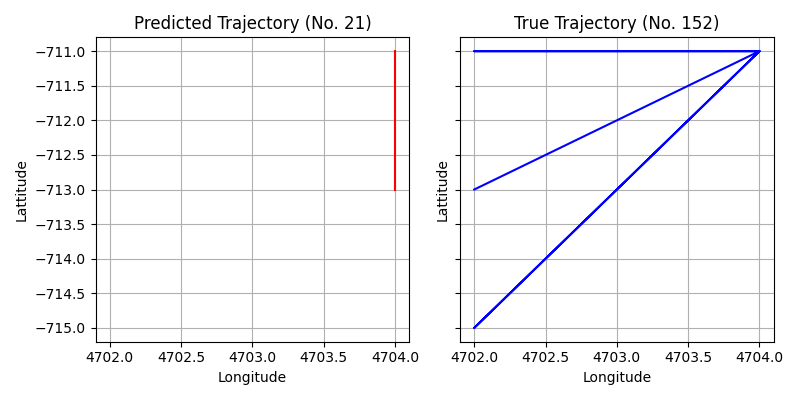 Predicted Trajectory (No. 21)
−711.0
−711.5
−712.0
−712.5
−713.0
−713.5
−714.0
−714.5
−715.0
Lattitude
4702.0 4702.5 4703.0 4703.5 4704.0
Longitude
True Trajectory (No. 152)
Lattitude
4702.0 4702.5 4703.0 4703.5 4704.0
Longitude